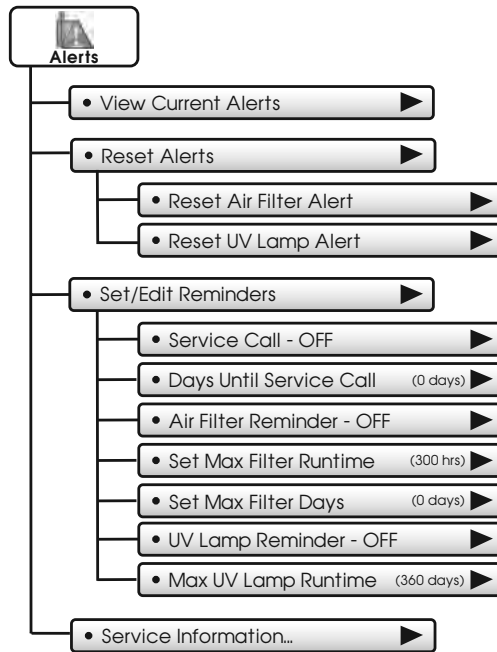 Alerts
• View Current Alerts
• Reset Alerts
• Reset Air Filter Alert
• Reset UV Lamp Alert
• Set/Edit Reminders
• Service Call - OFF
• Days Until Service Call (0 days)
• Air Filter Reminder - OFF
• Set Max Filter Runtime (300 hrs)
• Set Max Filter Days (0 days)
• UV Lamp Reminder - OFF
• Max UV Lamp Runtime (360 days)
• Service Information...